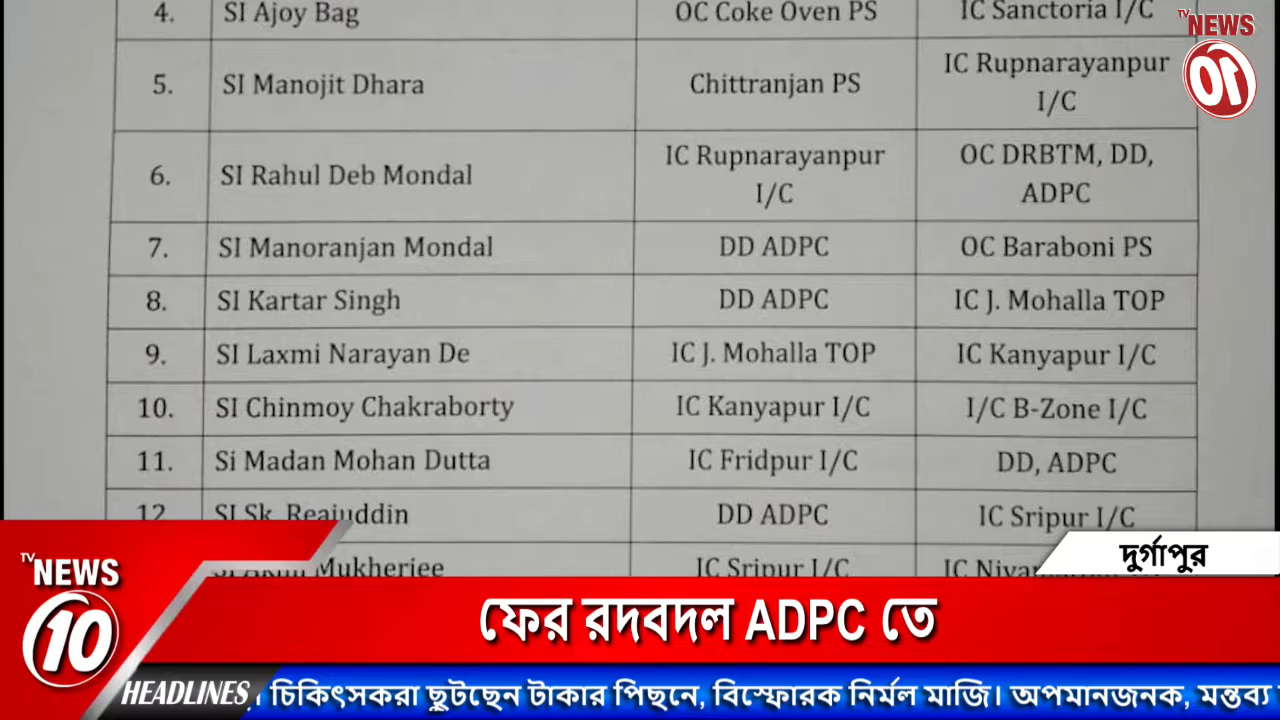 4. SI Ajoy Bag OC Coke Oven PS IC Sanctoria I/C
TV NEWS
10
5. SI Manojit Dhara Chittranjan PS IC Rupnarayanpur
I/C
6. SI Rahul Deb Mondal IC Rupnarayanpur OC DRBTM, DD,
I/C ADPC
7. SI Manoranjan Mondal DD ADPC OC Baraboni PS
8. SI Kartar Singh DD ADPC IC J. Mohalla TOP
9. SI Laxmi Narayan De IC J. Mohalla TOP IC Kanyapur I/C
10. SI Chinmoy Chakraborty IC Kanyapur I/C I/C B-Zone I/C
11. Si Madan Mohan Dutta IC Fridpur I/C DD, ADPC
12. SI Sk. Reajuddin DD ADPC IC Sripur I/C
Mukherjee IC Sripur I/C IC
দুর্গাপুর
TV NEWS
10
ফের রদবদল ADPC তে
HEADLINES
চিকিৎসকরা ছুটছেন টাকার পিছনে, বিস্ফোরক নির্মল মাজি। অপমানজনক, মন্তব্য